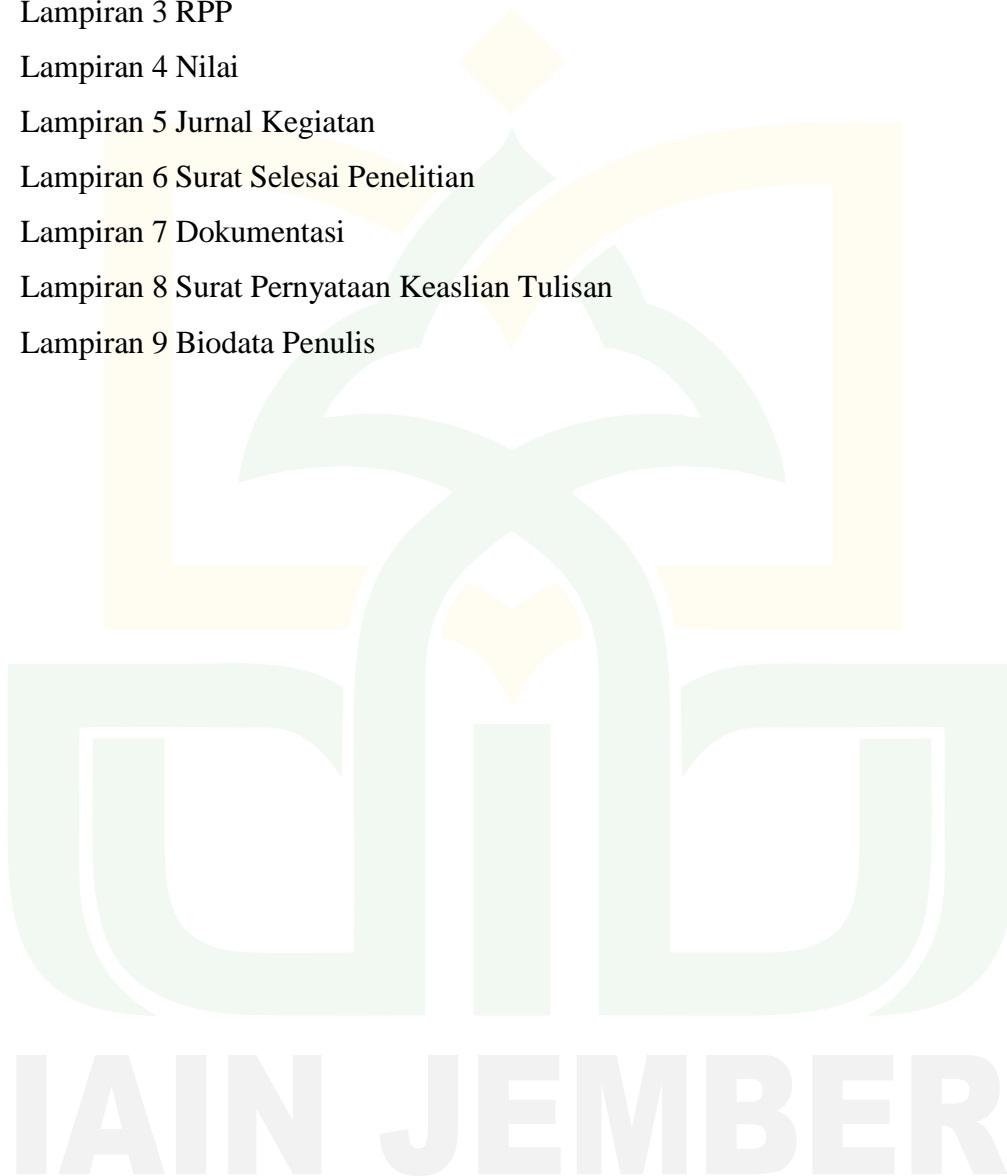 Lampiran 3 RPP
Lampiran 4 Nilai
Lampiran 5 Jurnal Kegiatan
Lampiran 6 Surat Selesai Penelitian
Lampiran 7 Dokumentasi
Lampiran 8 Surat Pernyataan Keaslian Tulisan
Lampiran 9 Biodata Penulis
IAIN JEMBER